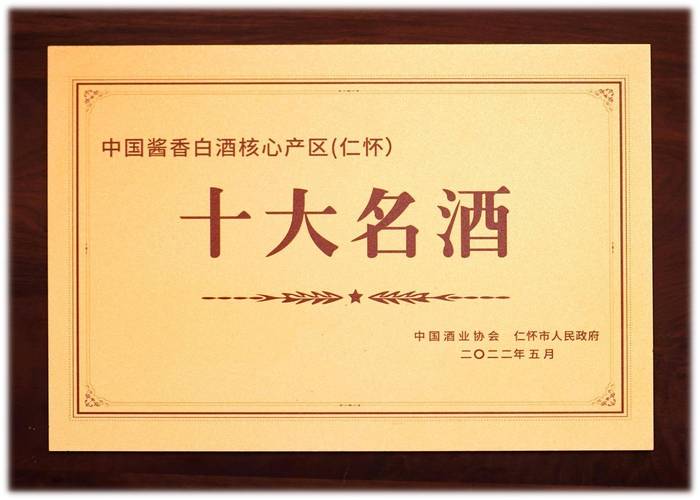 中国酱香白酒核心产区(仁怀)
十大名酒
中国酒业协会 仁怀市人民政府
二〇二二年五月